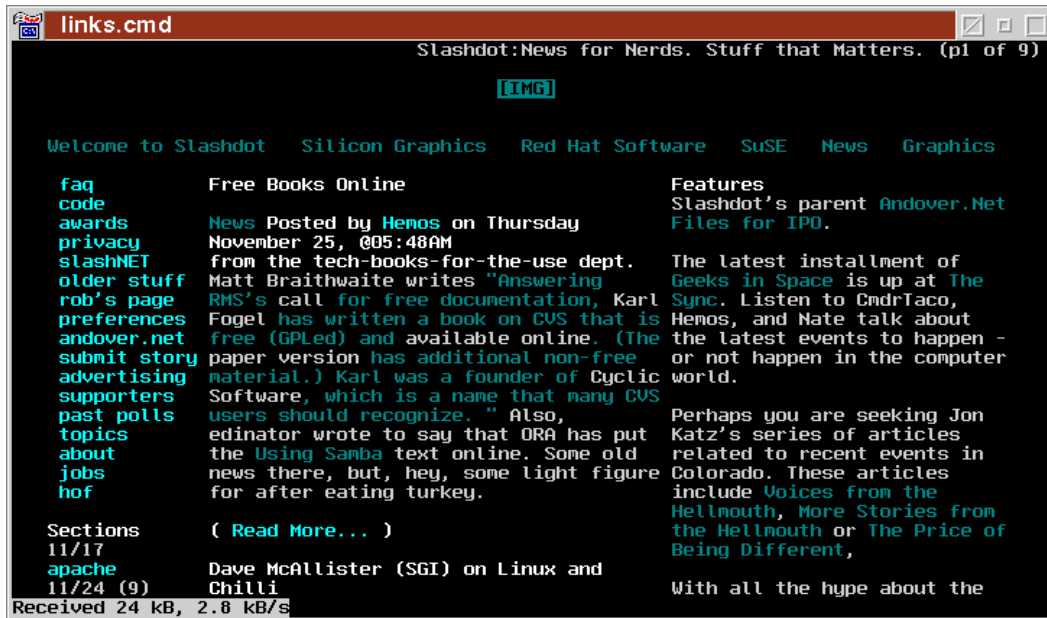 links.cmd
Slashdot:News for Nerds. Stuff that Matters. (p1 of 9)
[IMG]
Welcome to Slashdot Silicon Graphics Red Hat Software SuSE News Graphics
faq
code
awards
privacy
slashNET
older stuff
rob's page
preferences
andover.net
submit story
advertising
supporters
past polls
topics
about
jobs
hof
Sections
11/17
apache
11/24 (9)
Free Books Online
News Posted by Hemos on Thursday
November 25, @05:48AM
from the tech-books-for-the-use dept.
Matt Braithwaite writes "Answering
RMS's call for free documentation, Karl
Fogel has written a book on CVS that is
free (GPLed) and available online. (The
paper version has additional non-free
material.) Karl was a founder of Cyclic
Software, which is a name that many CVS
users should recognize. " Also,
edinator wrote to say that ORA has put
the Using Samba text online. Some old
news there, but, hey, some light figure
for after eating turkey.
( Read More... )
Dave McAllister (SGI) on Linux and
Chilli
Features
Slashdot's parent Andover.Net
Files for IPO.
The latest installment of
Geeks in Space is up at The
Sync. Listen to CmdrTaco,
Hemos, and Nate talk about
the latest events to happen -
or not happen in the computer
world.
Perhaps you are seeking Jon
Katz's series of articles
related to recent events in
Colorado. These articles
include Voices from the
Hellmouth, More Stories from
the Hellmouth or The Price of
Being Different,
With all the hype about the
Received 24 kB, 2.8 kB/s